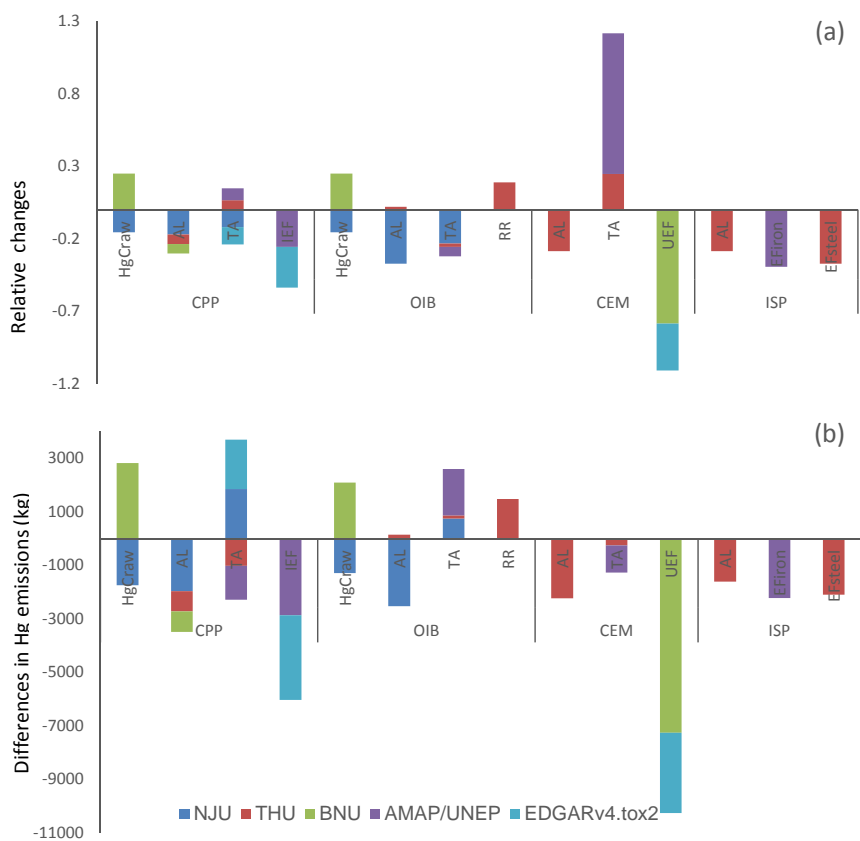 (a)
1.3
0.8
0.3
-0.2
-0.7
-1.2
Relative changes
HgCraw AL TA IEF HgCraw AL TA RR AL TA UEF AL EFiron EFsteel
CPP OIB CEM ISP
(b)
3000
1000
-1000
-3000
-5000
-7000
-9000
-11000
Differences in Hg emissions (kg)
HgCraw AL TA IEF HgCraw AL TA RR AL TA UEF AL EFiron EFsteel
CPP OIB CEM ISP
NJU THU BNU AMAP/UNEP EDGARv4.tox2